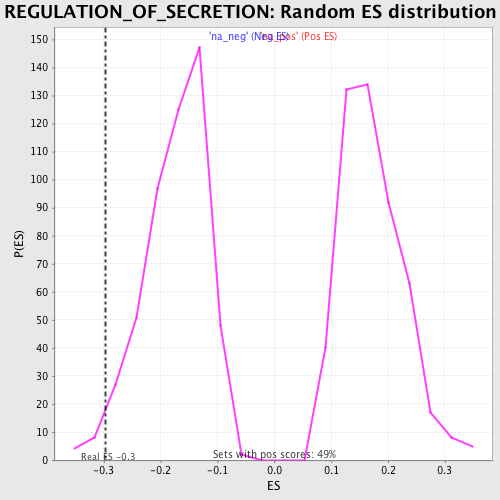 REGULATION_OF_SECRETION: Random ES distribution
'na_neg' (Neg ES)
'na_pos' (Pos ES)
P(ES)
150
140
130
120
110
100
90
80
70
60
50
40
30
20
10
0
Real ES -0.3
Sets with pos scores: 49%
-0.3 -0.2 -0.1 0.0 0.1 0.2 0.3
ES